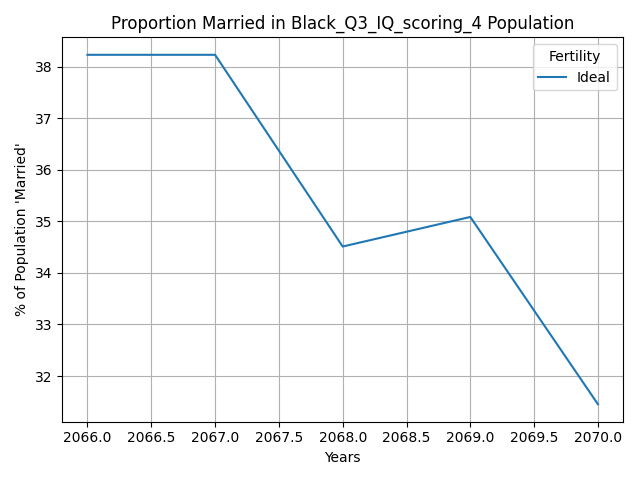 Proportion Married in Black_Q3_IQ_scoring_4 Population
Fertility
Ideal
% of Population 'Married'
38
37
36
35
34
33
32
2066.0 2066.5 2067.0 2067.5 2068.0 2068.5 2069.0 2069.5 2070.0
Years